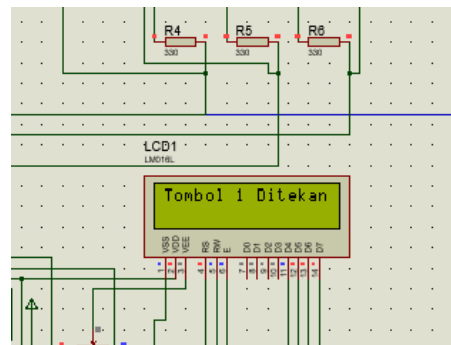 R4 R5 R6
330 330 330
LCD1
LM016L
Tombol 1 Ditekan
VSS VDD VEE RS RW E D0 D1 D2 D3 D4 D5 D6 D7
1 2 3 4 5 6 7 8 9 10 11 12 13 14